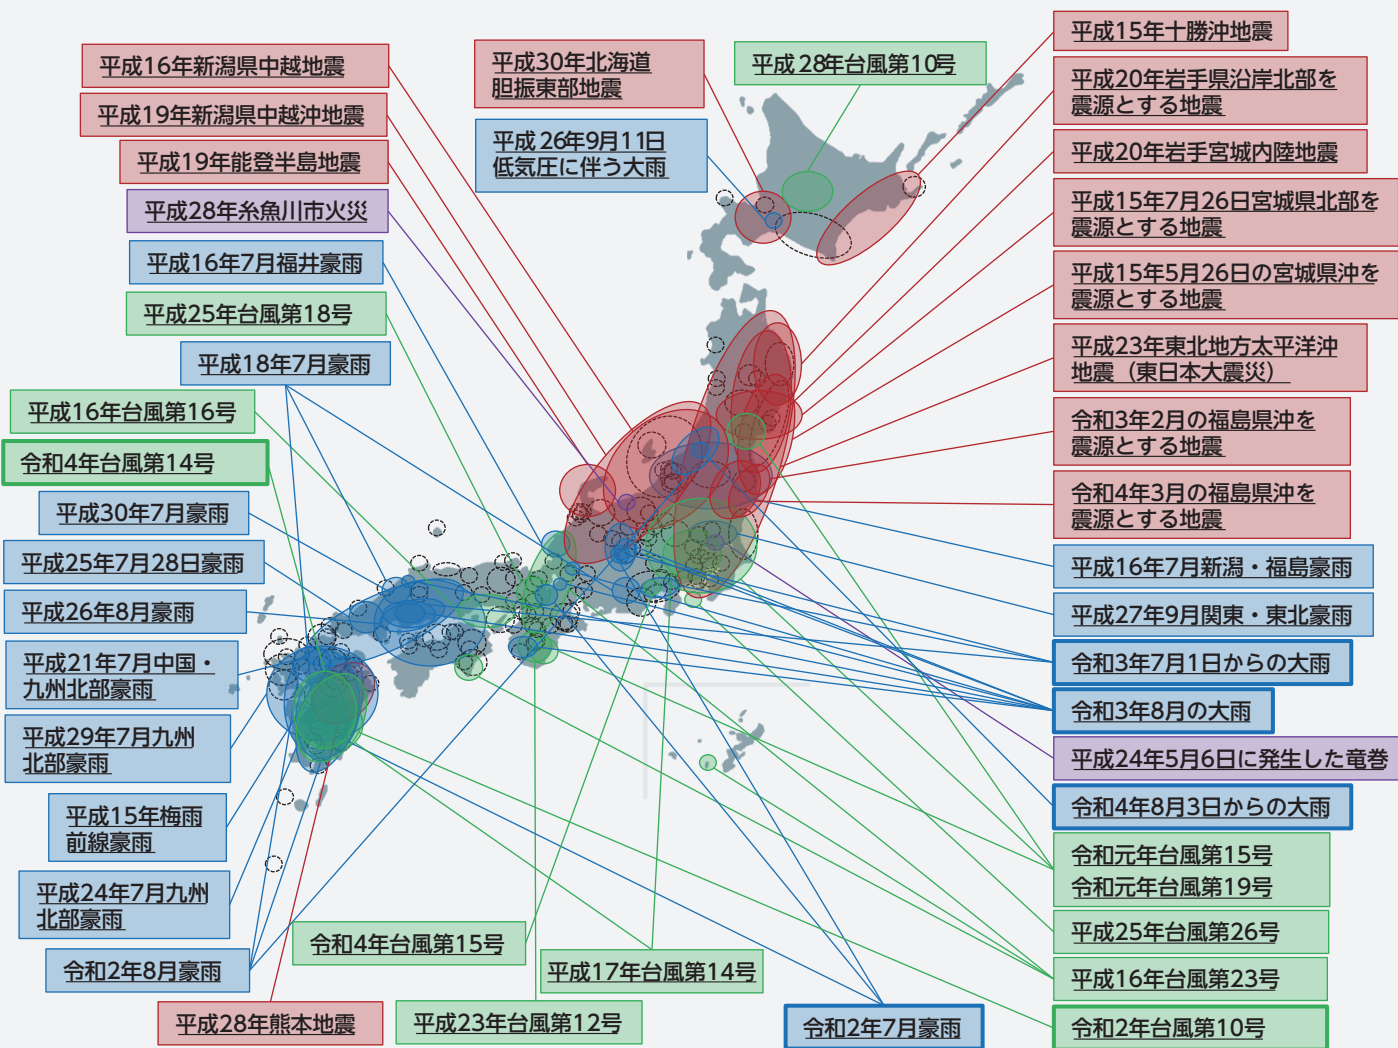 平成16年新潟県中越地震
平成19年新潟県中越沖地震
平成19年能登半島地震
平成28年糸魚川市火災
平成16年7月福井豪雨
平成25年台風第18号
平成18年7月豪雨
平成16年台風第16号
令和4年台風第14号
平成30年7月豪雨
平成25年7月28日豪雨
平成26年8月豪雨
平成21年7月中国・
九州北部豪雨
平成29年7月九州
北部豪雨
平成15年梅雨
前線豪雨
平成24年7月九州
北部豪雨
令和2年8月豪雨
平成28年熊本地震
平成30年北海道
胆振東部地震
平成26年9月11日
低気圧に伴う大雨
平成28年台風第10号
令和4年台風第15号
平成17年台風第14号
平成23年台風第12号
令和2年7月豪雨
平成15年十勝沖地震
平成20年岩手県沿岸北部を
震源とする地震
平成20年岩手宮城内陸地震
平成15年7月26日宮城県北部を
震源とする地震
平成15年5月26日の宮城県沖を
震源とする地震
平成23年東北地方太平洋沖
地震（東日本大震災）
令和3年2月の福島県沖を
震源とする地震
令和4年3月の福島県沖を
震源とする地震
平成16年7月新潟・福島豪雨
平成27年9月関東・東北豪雨
令和3年7月1日からの大雨
令和3年8月の大雨
平成24年5月6日に発生した竜巻
令和4年8月3日からの大雨
令和元年台風第15号
令和元年台風第19号
平成25年台風第26号
平成16年台風第23号
令和2年台風第10号